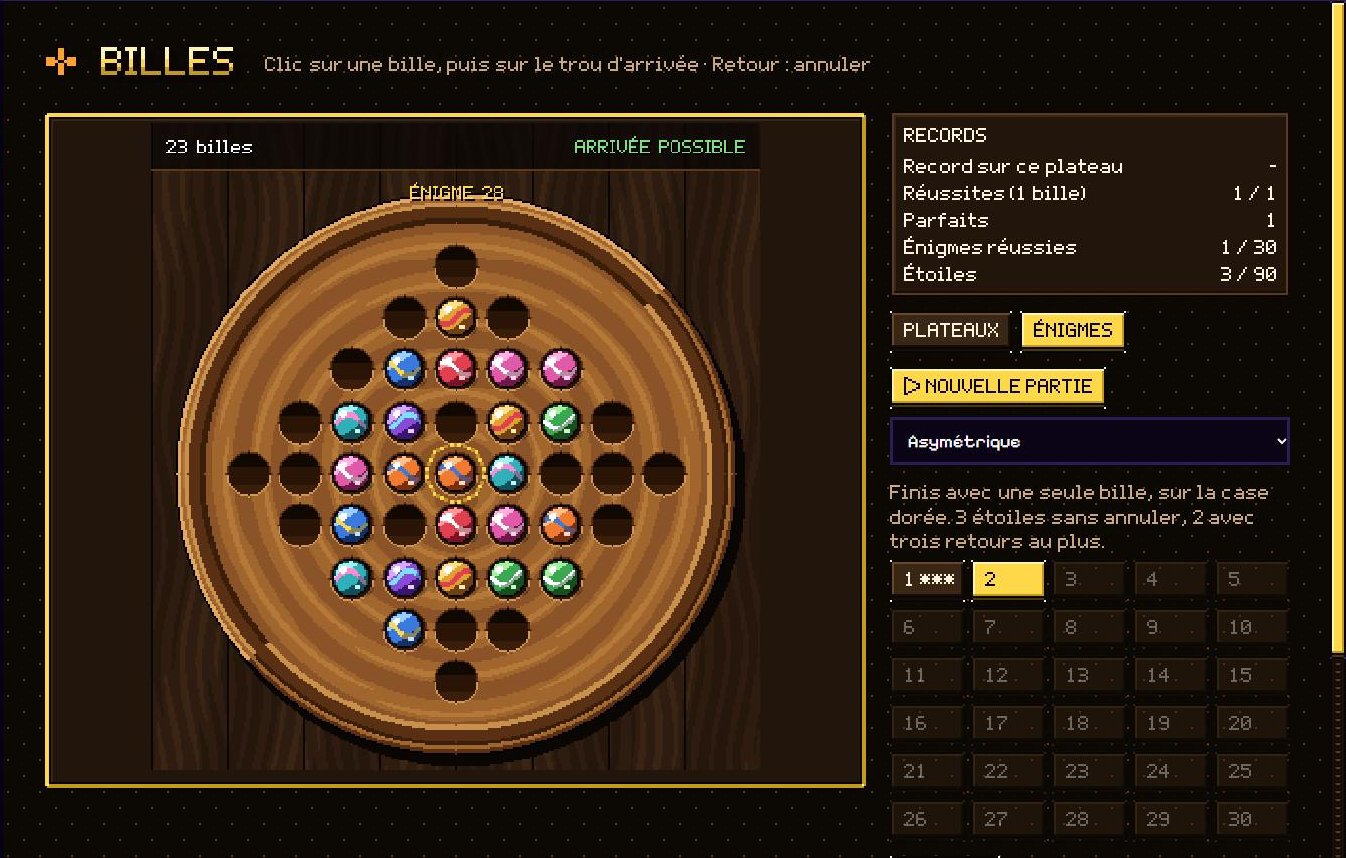 BILLES
Clic sur une bille, puis sur le trou d'arrivée · Retour : annuler
23 billes
ARRIVÉE POSSIBLE
ÉNIGME 28
RECORDS
Record sur ce plateau -
Réussites (1 bille) 1 / 1
Parfaits 1
Énigmes réussies 1 / 30
Étoiles 3 / 90
PLATEAUX
ÉNIGMES
NOUVELLE PARTIE
Asymétrique
Finis avec une seule bille, sur la case
dorée. 3 étoiles sans annuler, 2 avec
trois retours au plus.
1 *** 2 3 4 5
6 7 8 9 10
11 12 13 14 15
16 17 18 19 20
21 22 23 24 25
26 27 28 29 30